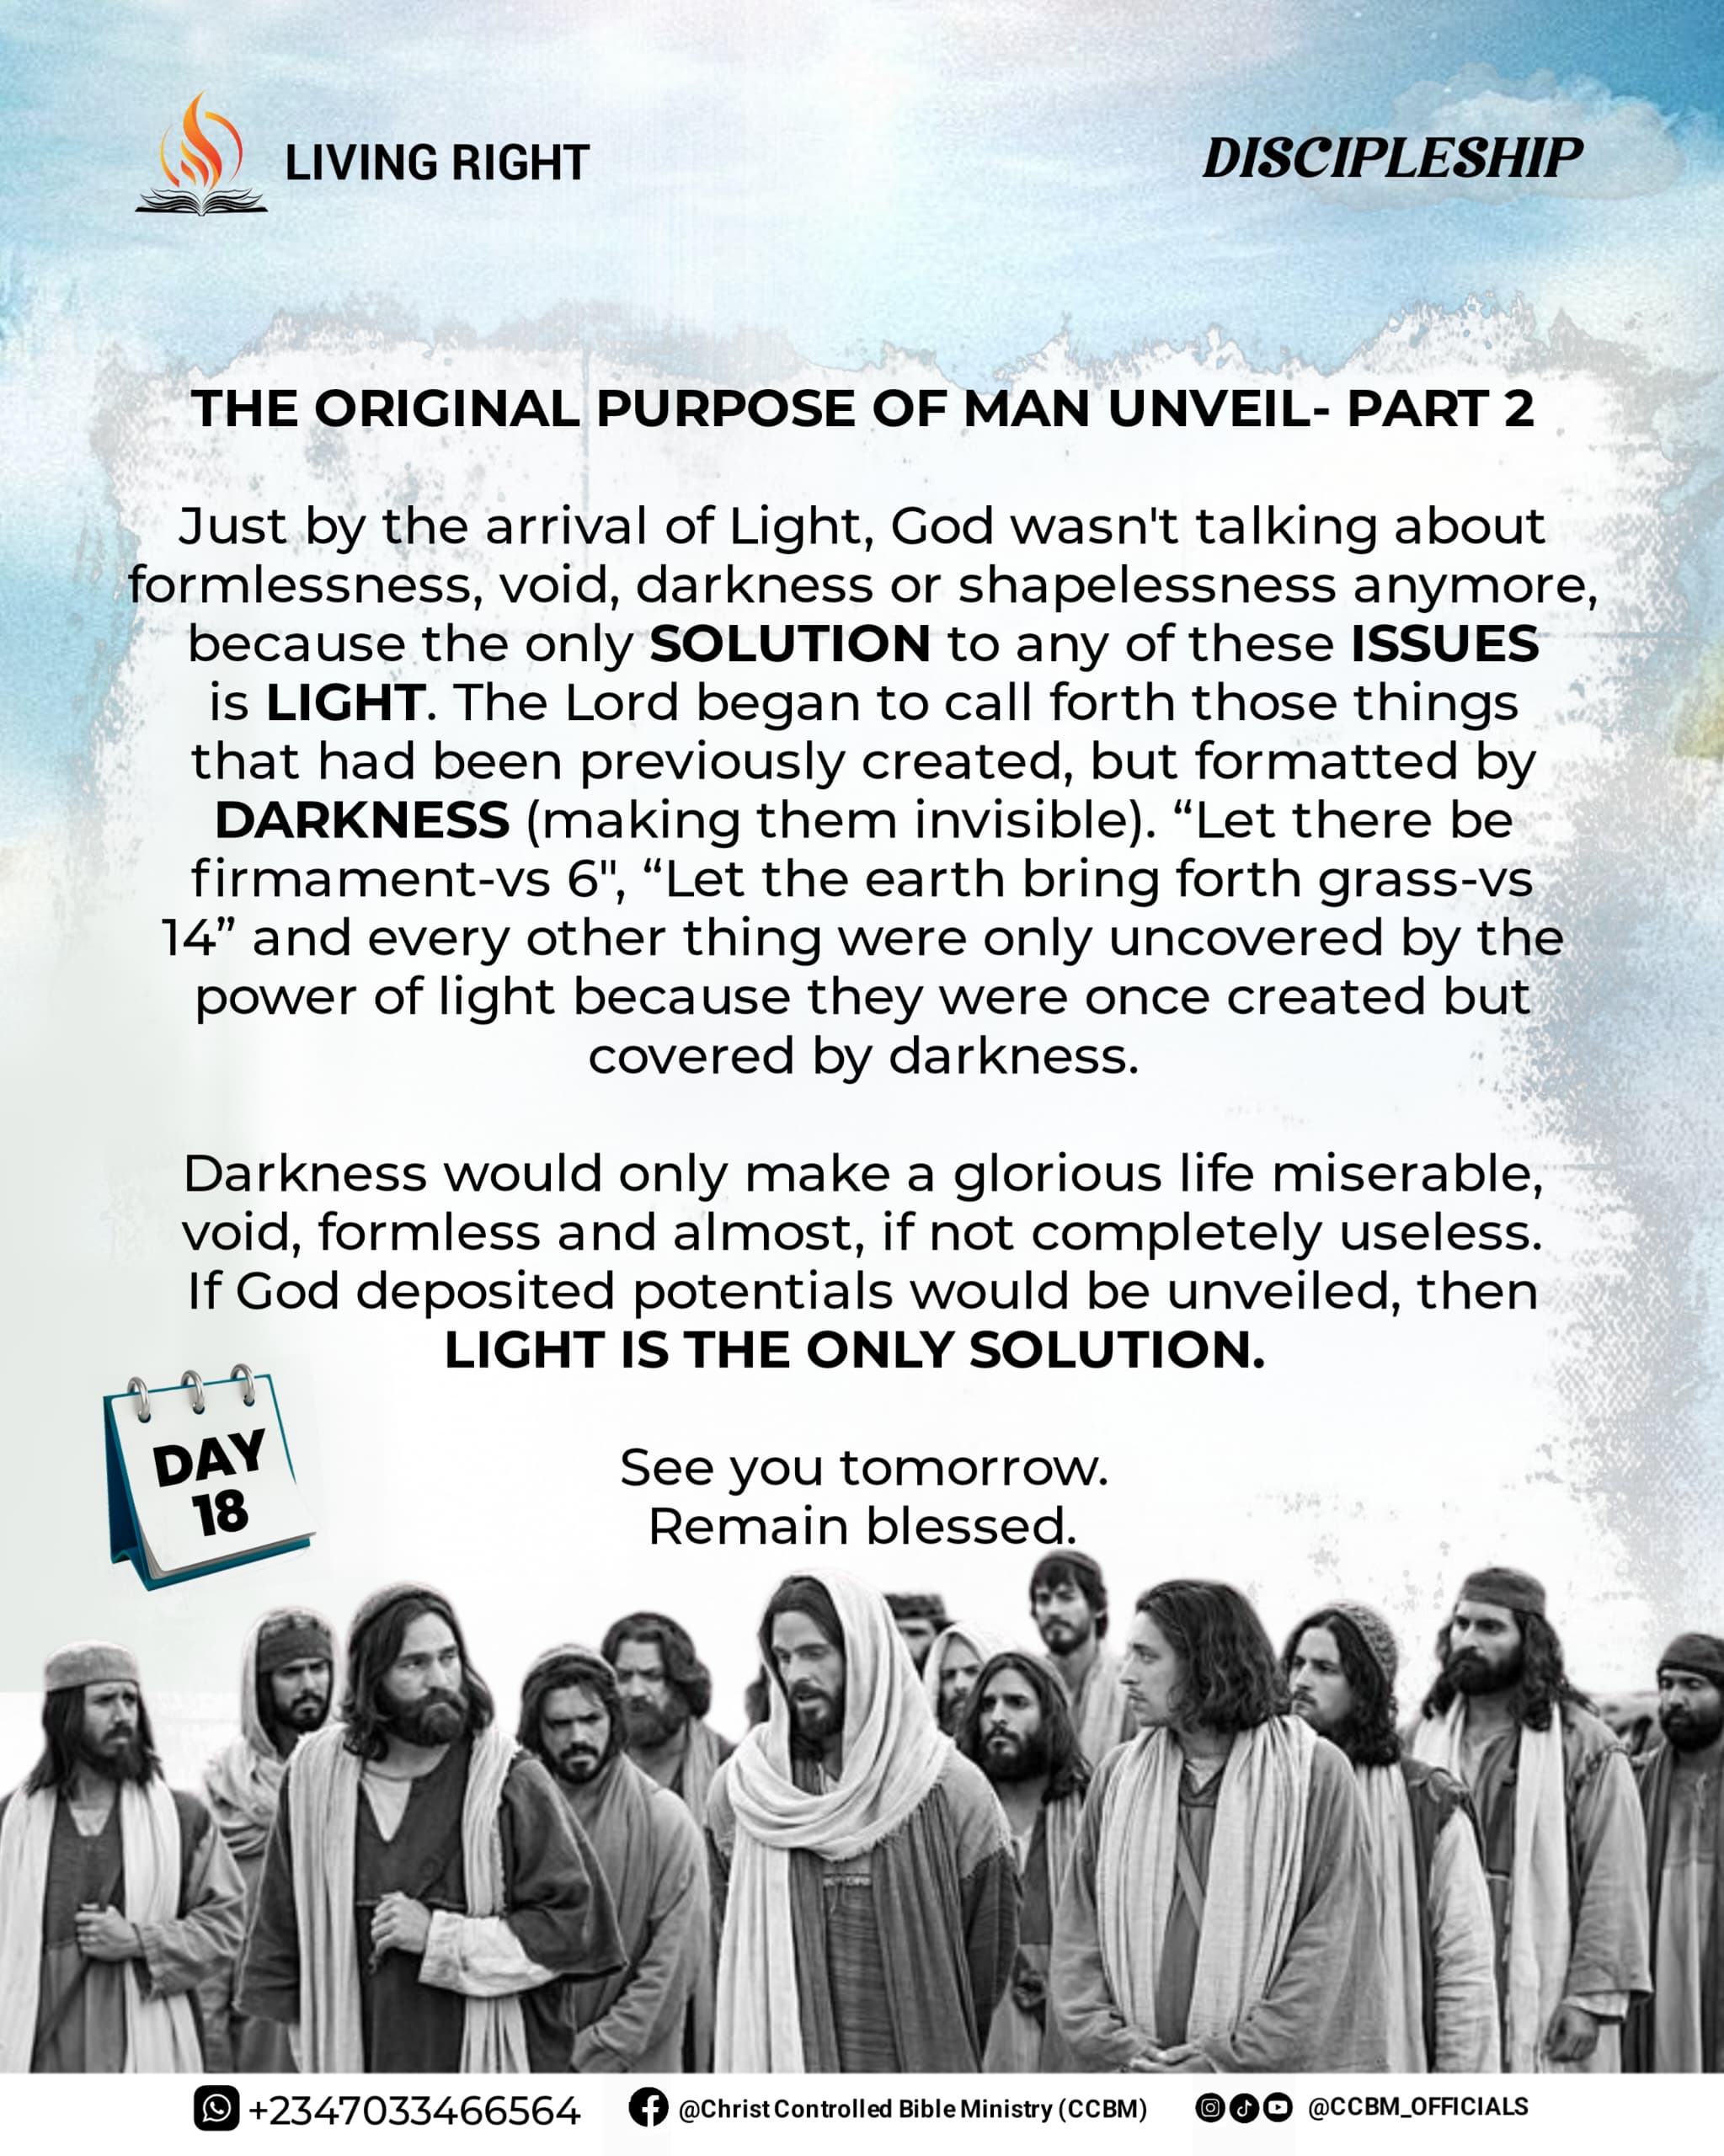 LIVING RIGHT
DISCIPLESHIP
THE ORIGINAL PURPOSE OF MAN UNVEIL- PART 2
Just by the arrival of Light, God wasn't talking about
formlessness, void, darkness or shapelessness anymore,
because the only SOLUTION to any of these ISSUES
is LIGHT. The Lord began to call forth those things
that had been previously created, but formatted by
DARKNESS (making them invisible). “Let there be
firmament-vs 6", “Let the earth bring forth grass-vs
14” and every other thing were only uncovered by the
power of light because they were once created but
covered by darkness.
Darkness would only make a glorious life miserable,
void, formless and almost, if not completely useless.
If God deposited potentials would be unveiled, then
LIGHT IS THE ONLY SOLUTION.
See you tomorrow.
Remain blessed.
DAY
18
+2347033466564
@Christ Controlled Bible Ministry (CCBM)
@CCBM_OFFICIALS